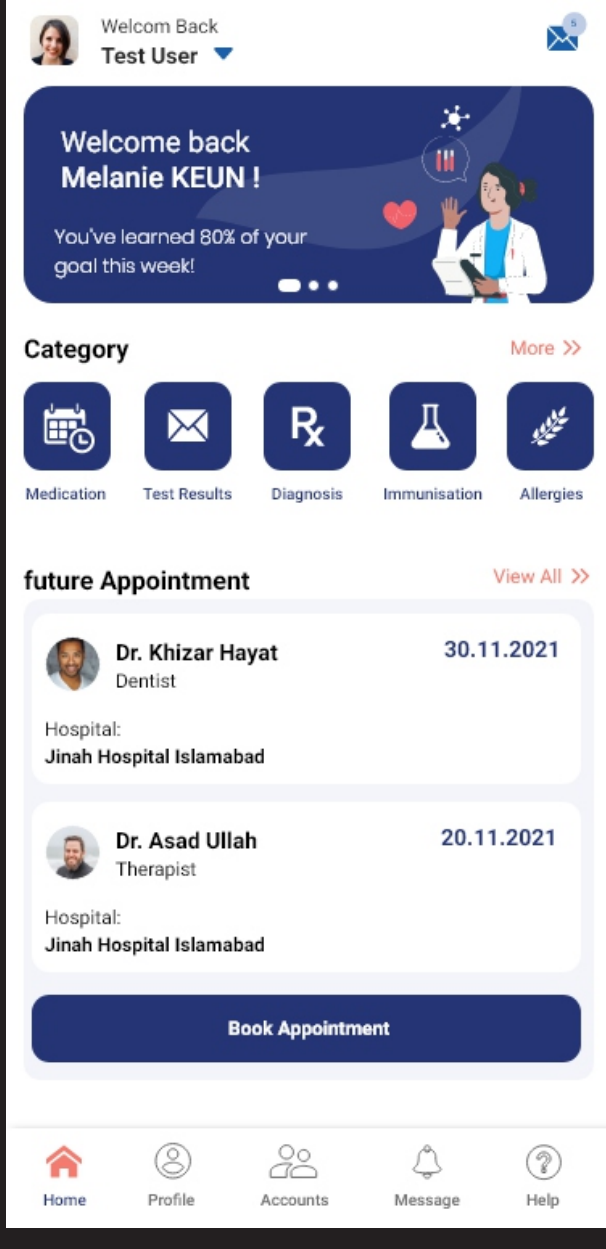 Welcom Back
Test User
5
Welcome back
Melanie KEUN !
You've learned 80% of your
goal this week!
Category
More
Medication
Test Results
Rx
Diagnosis
Immunisation
Allergies
future Appointment
View All
Dr. Khizar Hayat
30.11.2021
Dentist
Hospital:
Jinah Hospital Islamabad
Dr. Asad Ullah
20.11.2021
Therapist
Hospital:
Jinah Hospital Islamabad
Book Appointment
Home
Profile
Accounts
Message
Help